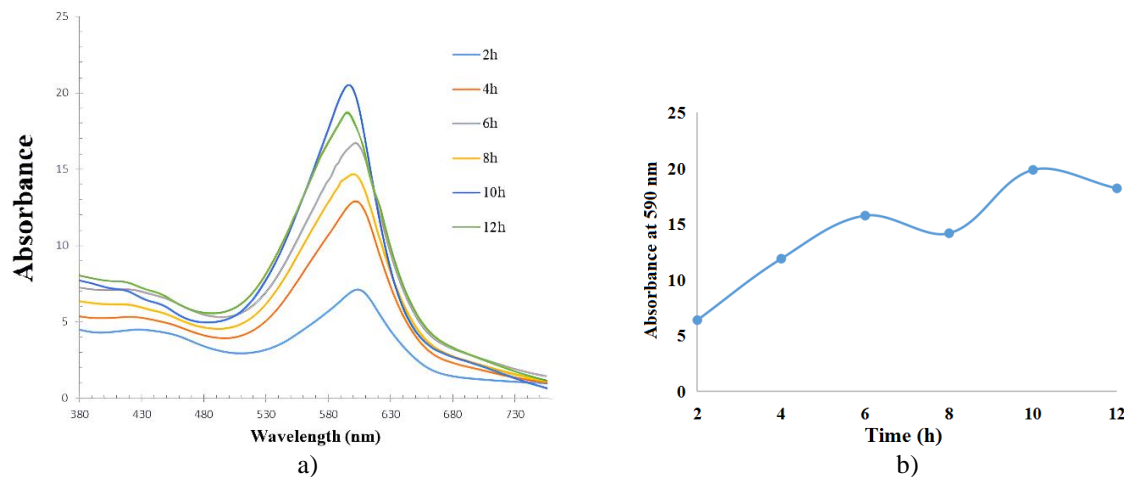 25
20
15
10
5
0
Absorbance
380
430
480
530
580
630
680
730
Wavelength (nm)
2h
4h
6h
8h
10h
12h
a)
25
20
15
10
5
0
Absorbance at 590 nm
2
4
6
8
10
12
Time (h)
b)